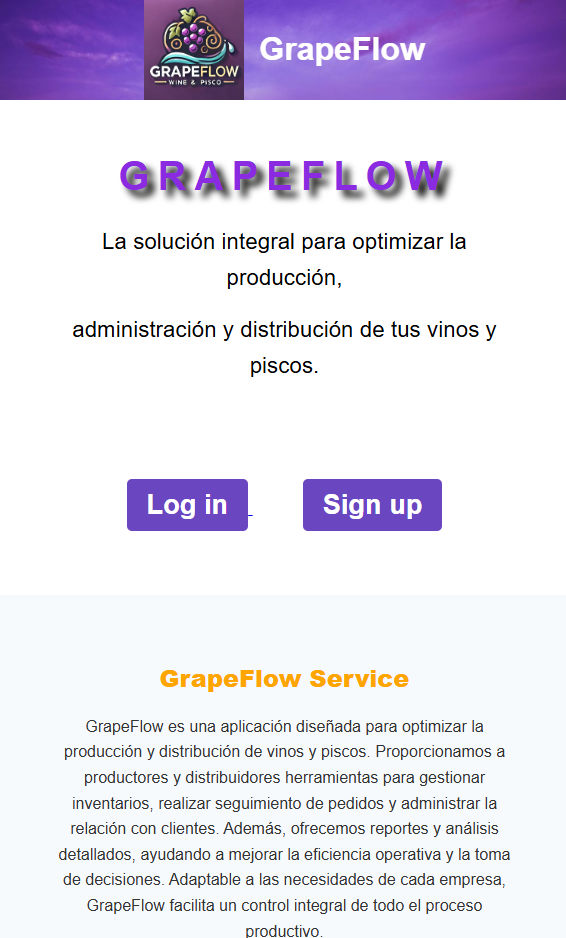 GRAPEFLOW
WINE & PISCO
GrapeFlow
GRAPEFLOW
La solución integral para optimizar la
producción,
administración y distribución de tus vinos y
piscos.
Log in
Sign up
GrapeFlow Service
GrapeFlow es una aplicación diseñada para optimizar la
producción y distribución de vinos y piscos. Proporcionamos a
productores y distribuidores herramientas para gestionar
inventarios, realizar seguimiento de pedidos y administrar la
relación con clientes. Además, ofrecemos reportes y análisis
detallados, ayudando a mejorar la eficiencia operativa y la toma
de decisiones. Adaptable a las necesidades de cada empresa,
GrapeFlow facilita un control integral de todo el proceso
productivo.